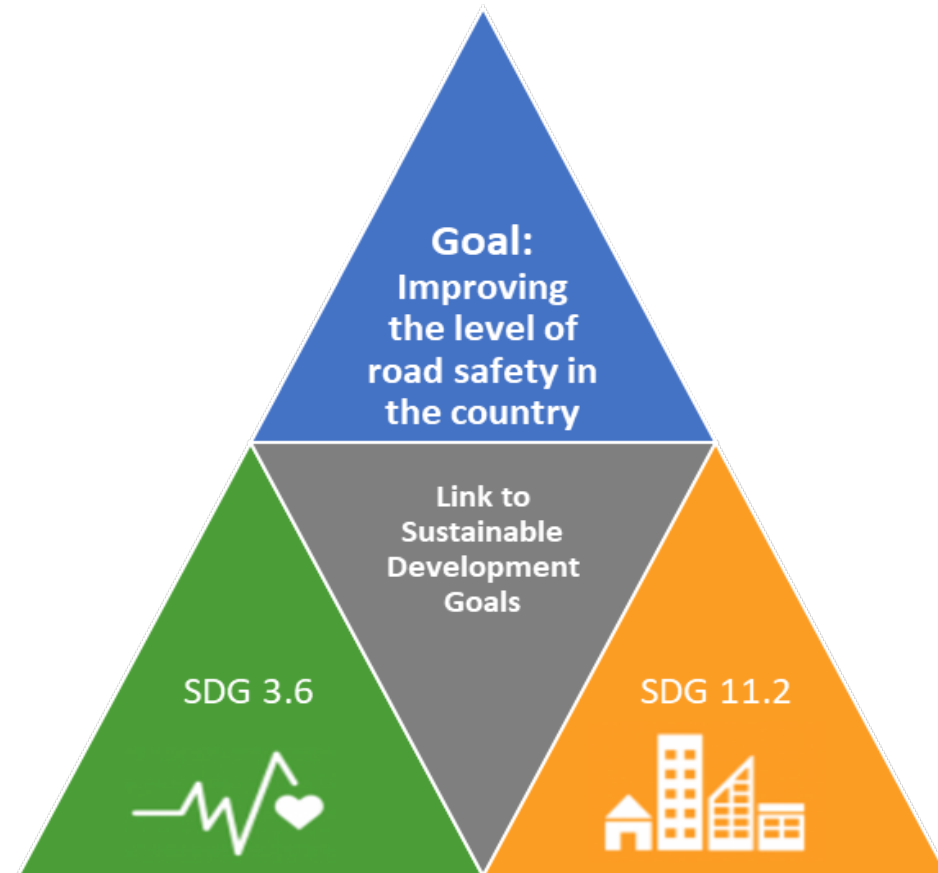 Goal:
Improving
the level of
road safety in
the country
Link to
Sustainable
Development
Goals
SDG 3.6
SDG 11.2